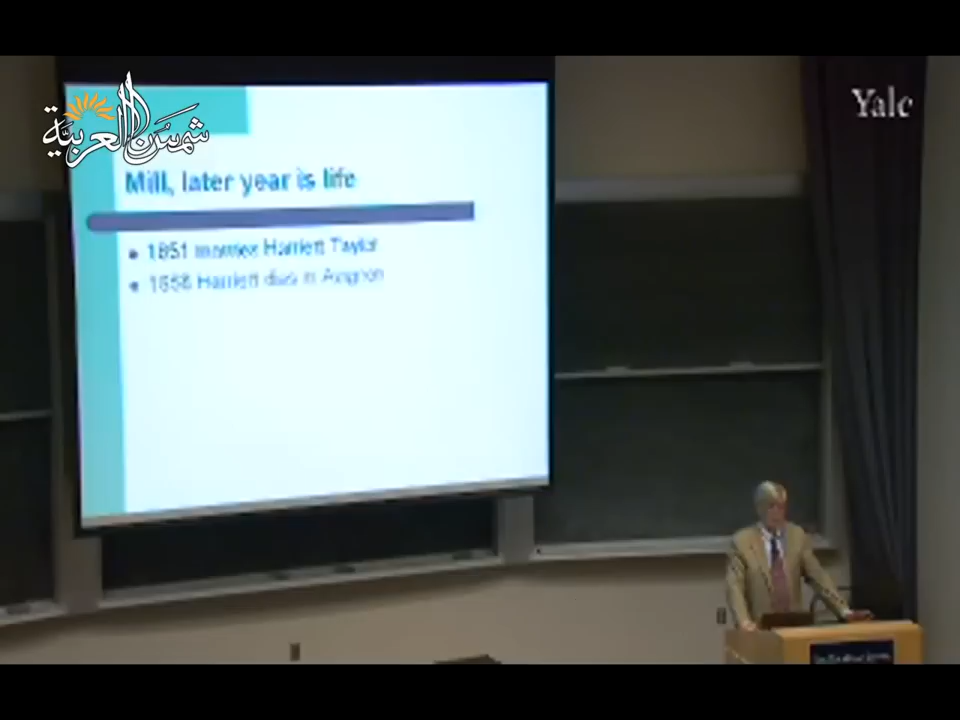 شمس العربية
Yale
Mill, later year is life
1851 marries Harriett Taylor
1858 Harriett dies in Avignon